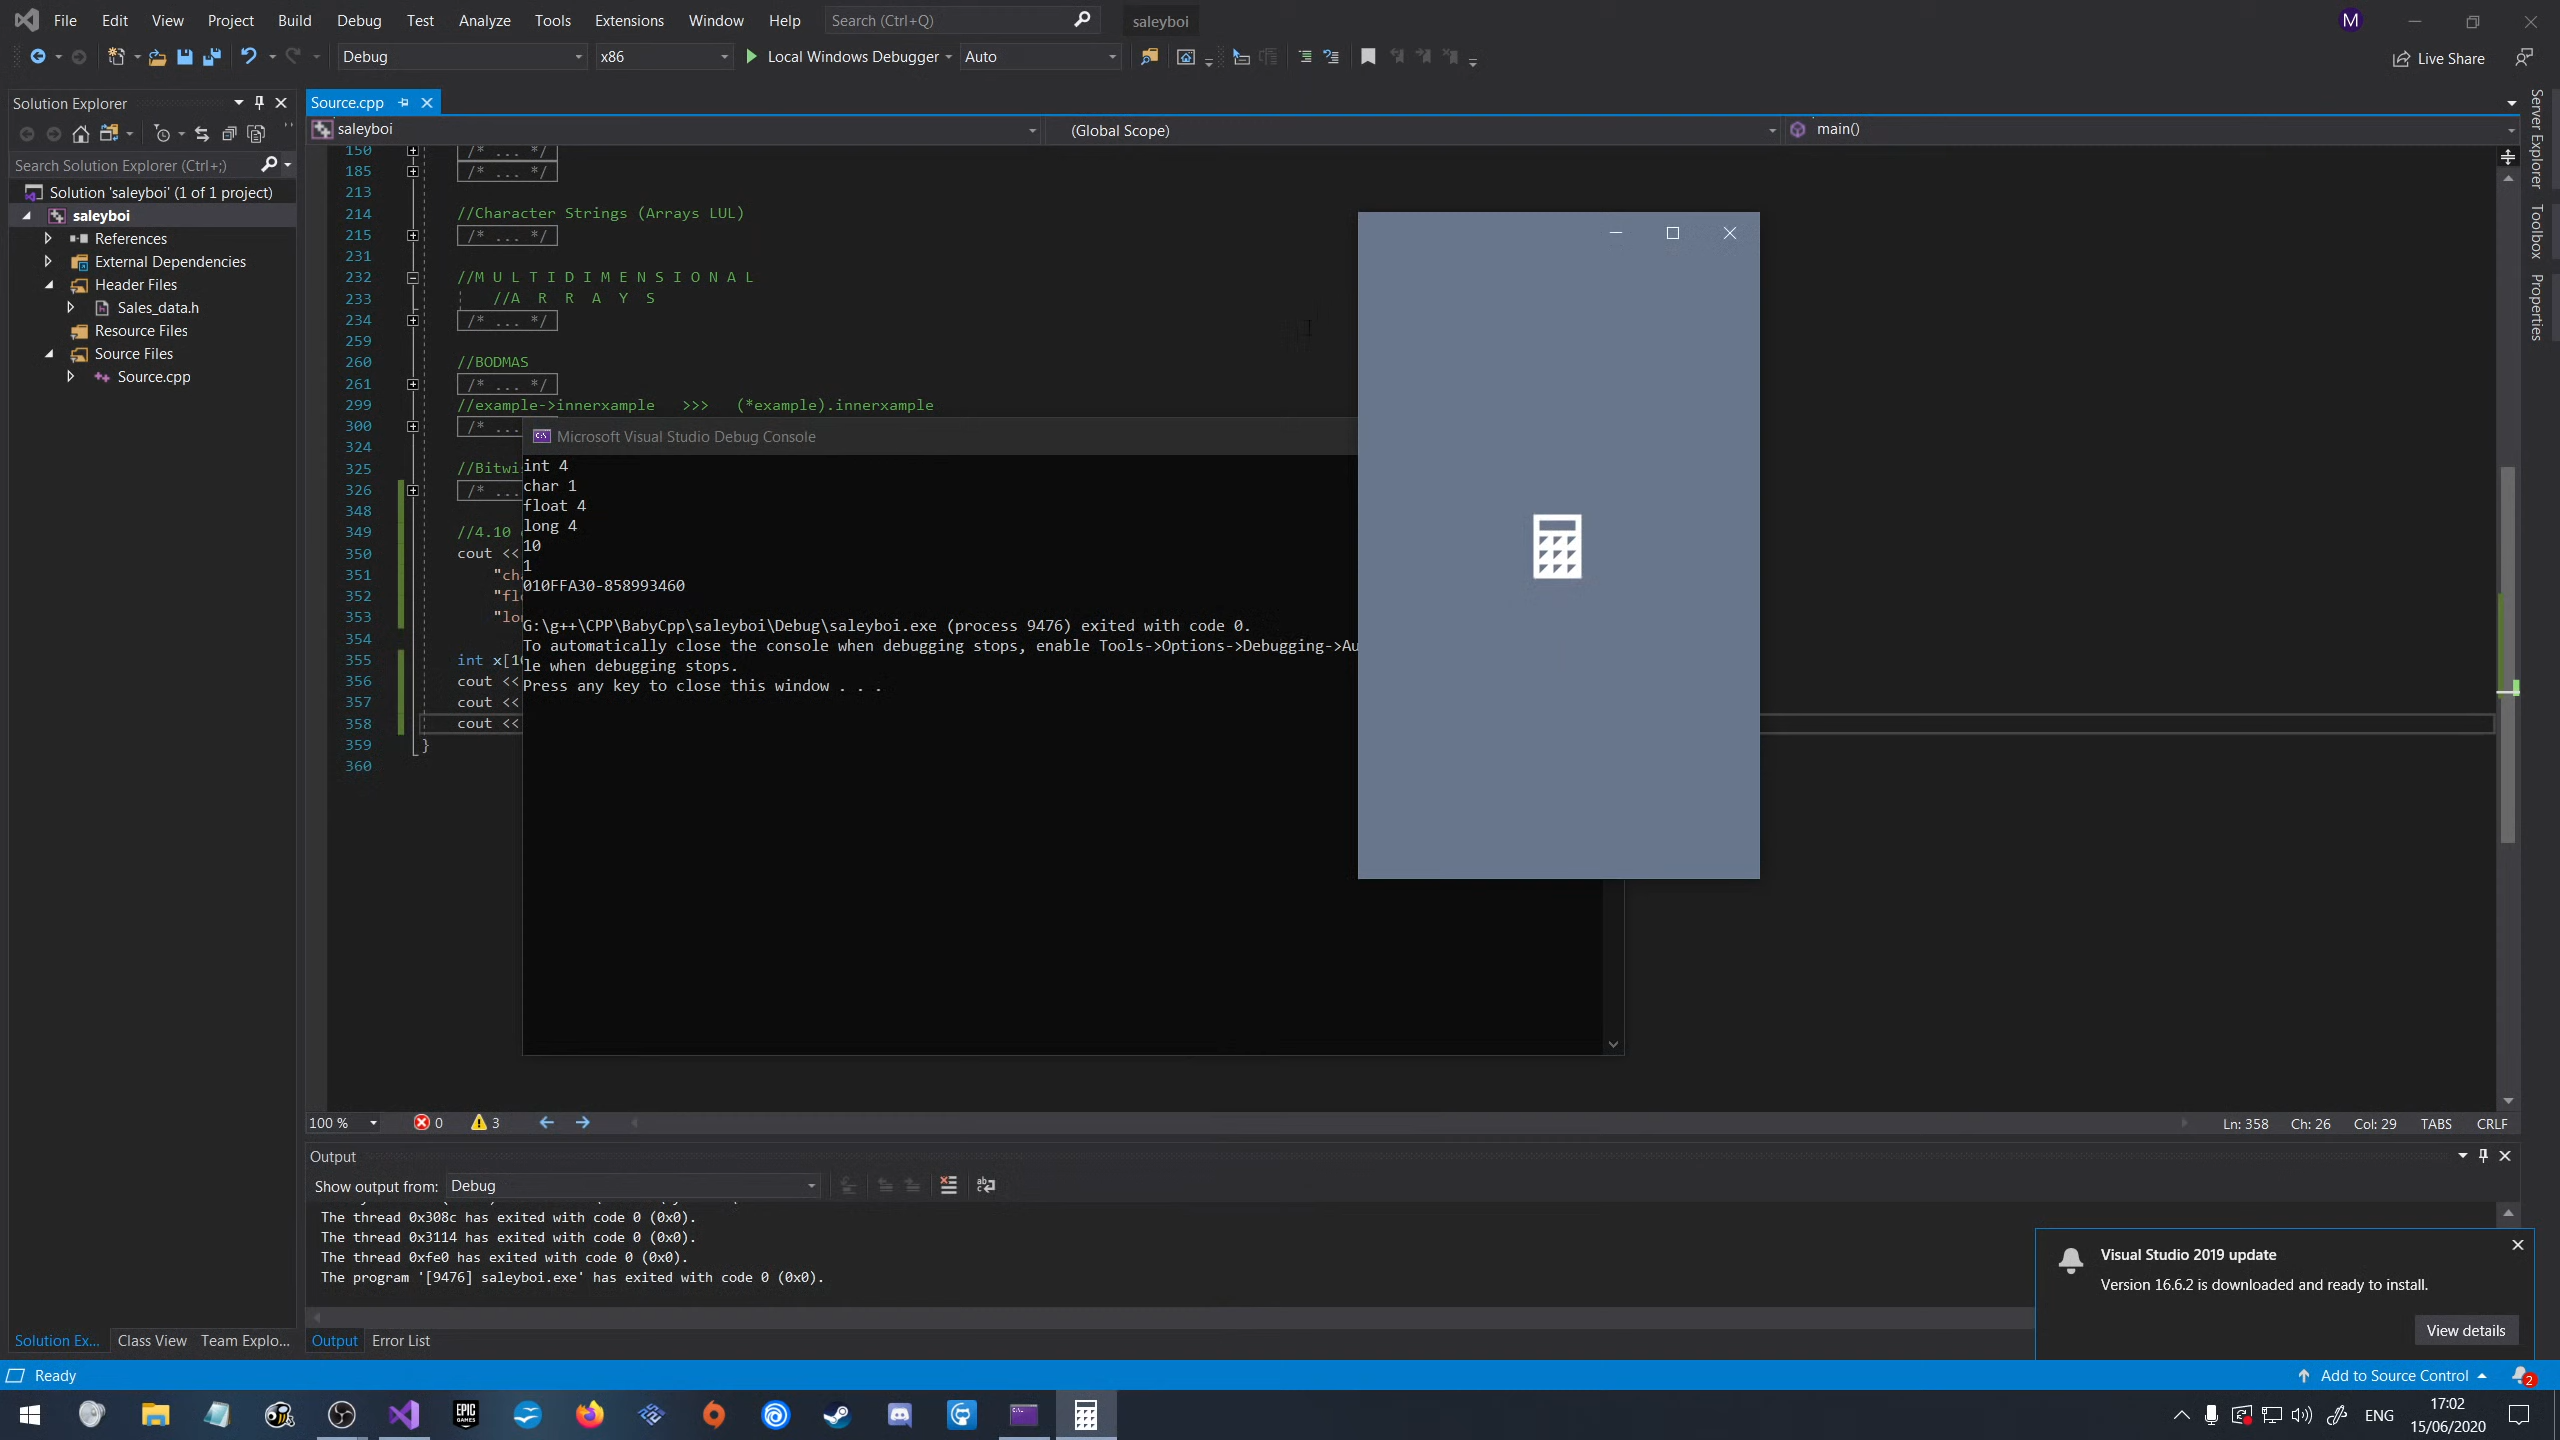 File Edit View Project Build Debug Test Analyze Tools Extensions Window Help Search (Ctrl+Q) saleyboi M
Debug x86 Local Windows Debugger Auto Live Share
Solution Explorer
Search Solution Explorer (Ctrl+;)
Solution 'saleyboi' (1 of 1 project)
saleyboi
References
External Dependencies
Header Files
Sales_data.h
Resource Files
Source Files
Source.cpp
Source.cpp
saleyboi (Global Scope) main()
150 /* ... */
185 /* ... */
213
214 //Character Strings (Arrays LUL)
215 /* ... */
231
232 //M U L T I D I M E N S I O N A L
233 //A R R A Y S
234 /* ... */
259
260 //BODMAS
261 /* ... */
299 //example->innerxample >>> (*example).innerxample
300 /* ...
324
325 //Bitwi
326 /* ...
348
349 //4.10
350 cout <<
351 "cha
352 "flo
353 "lon
354
355 int x[10
356 cout <<
357 cout <<
358 cout <<
359 }
360
Microsoft Visual Studio Debug Console
int 4
char 1
float 4
long 4
10
1
010FFA30-858993460
G:\g++\CPP\BabyCpp\saleyboi\Debug\saleyboi.exe (process 9476) exited with code 0.
To automatically close the console when debugging stops, enable Tools->Options->Debugging->Au
le when debugging stops.
Press any key to close this window . . .
100 % 0 3 Ln: 358 Ch: 26 Col: 29 TABS CRLF
Output
Show output from: Debug
The thread 0x308c has exited with code 0 (0x0).
The thread 0x3114 has exited with code 0 (0x0).
The thread 0xfe0 has exited with code 0 (0x0).
The program '[9476] saleyboi.exe' has exited with code 0 (0x0).
Solution Ex... Class View Team Explo... Output Error List
Server Explorer
Toolbox
Properties
Visual Studio 2019 update
Version 16.6.2 is downloaded and ready to install.
View details
Ready Add to Source Control 2
EPIC GAMES
ENG
17:02
15/06/2020